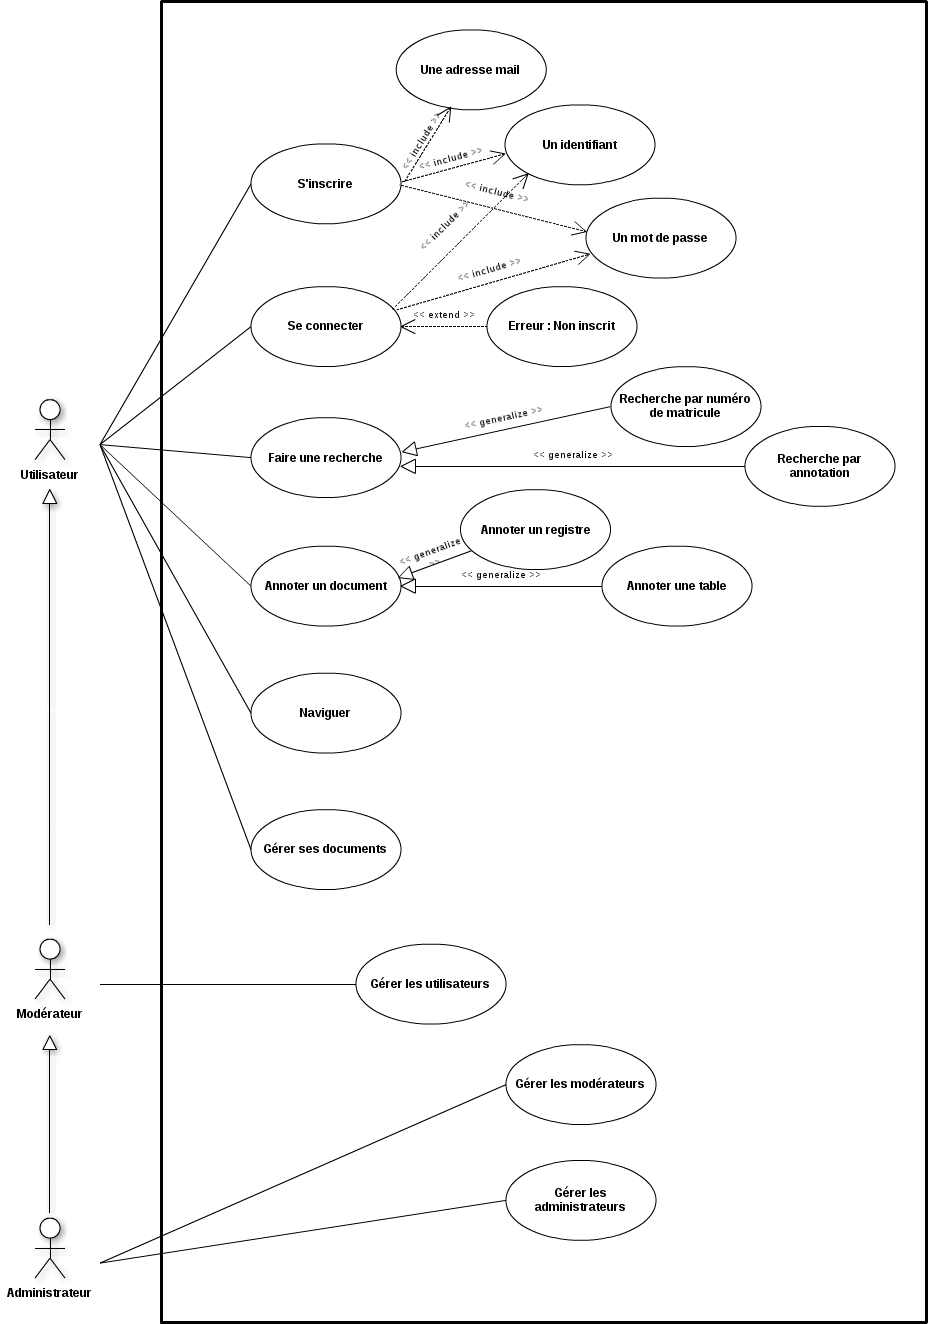 Une adresse mail
<< include >>
Un identifiant
<< include >>
S'inscrire
<< include >>
<< include >>
Un mot de passe
<< include >>
Se connecter
<< extend >>
Erreur : Non inscrit
Recherche par numéro
de matricule
<< generalize >>
Utilisateur
Faire une recherche
<< generalize >>
Recherche par
annotation
Annoter un registre
<< generalize
>>
Annoter un document
<< generalize >>
Annoter une table
Naviguer
Gérer ses documents
Modérateur
Gérer les utilisateurs
Gérer les modérateurs
Gérer les
administrateurs
Administrateur